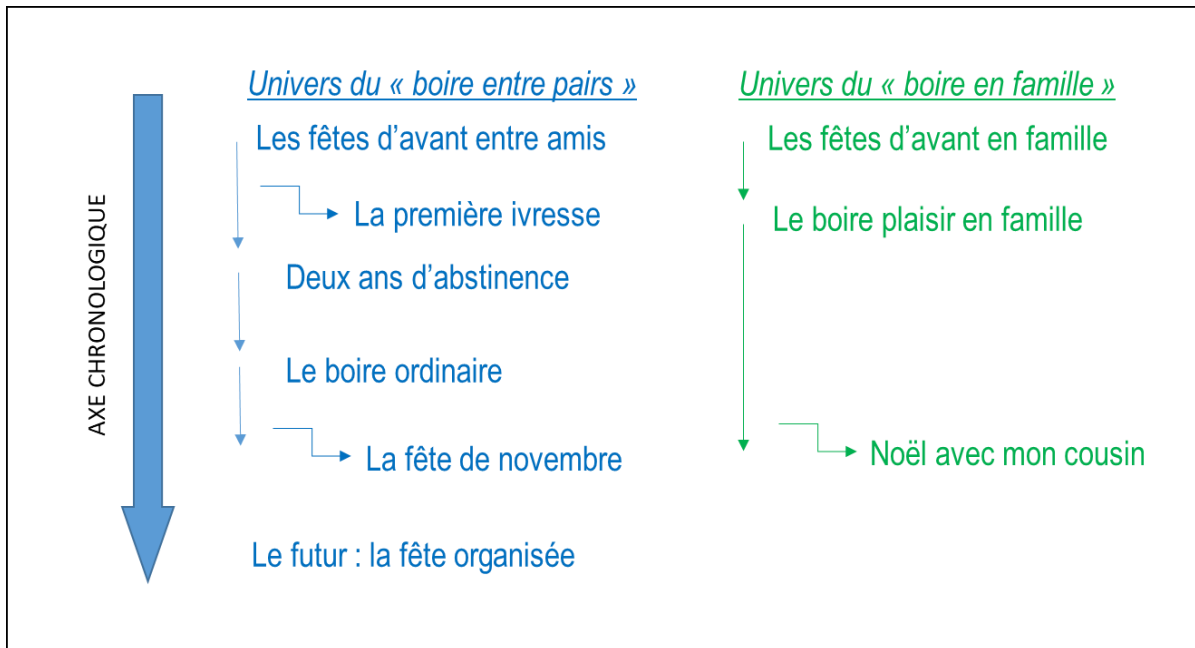 AXE CHRONOLOGIQUE
Univers du « boire entre pairs »
Les fêtes d'avant entre amis
La première ivresse
Deux ans d'abstinence
Le boire ordinaire
La fête de novembre
Le futur : la fête organisée
Univers du « boire en famille »
Les fêtes d'avant en famille
Le boire plaisir en famille
Noël avec mon cousin